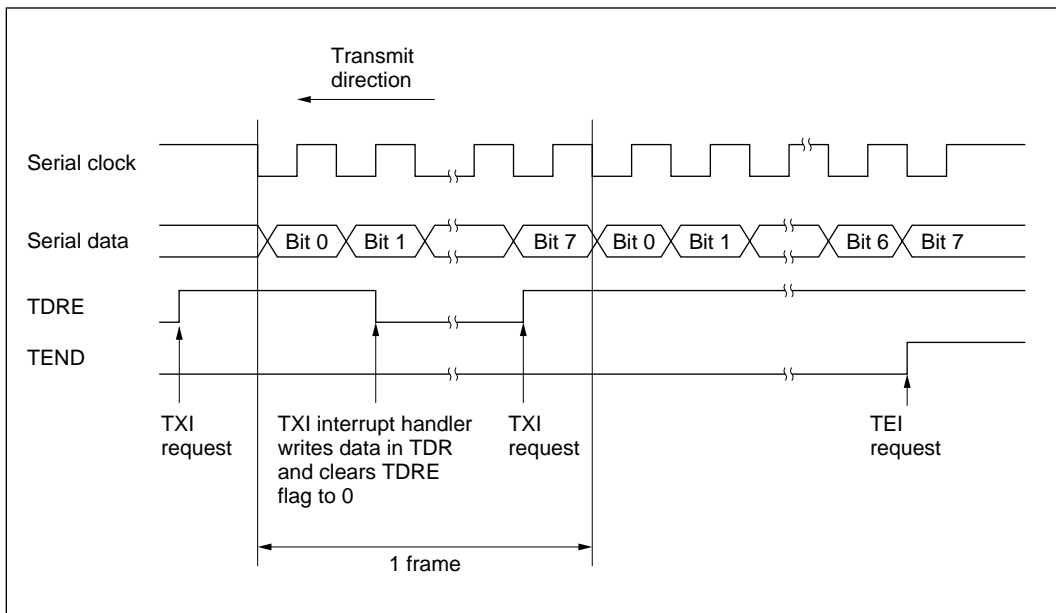 Transmit
direction
Serial clock
Serial data
Bit 0 Bit 1 Bit 7 Bit 0 Bit 1 Bit 6 Bit 7
TDRE
TEND
TXI
request
TXI interrupt handler
writes data in TDR
and clears TDRE
flag to 0
TXI
request
TEI
request
1 frame